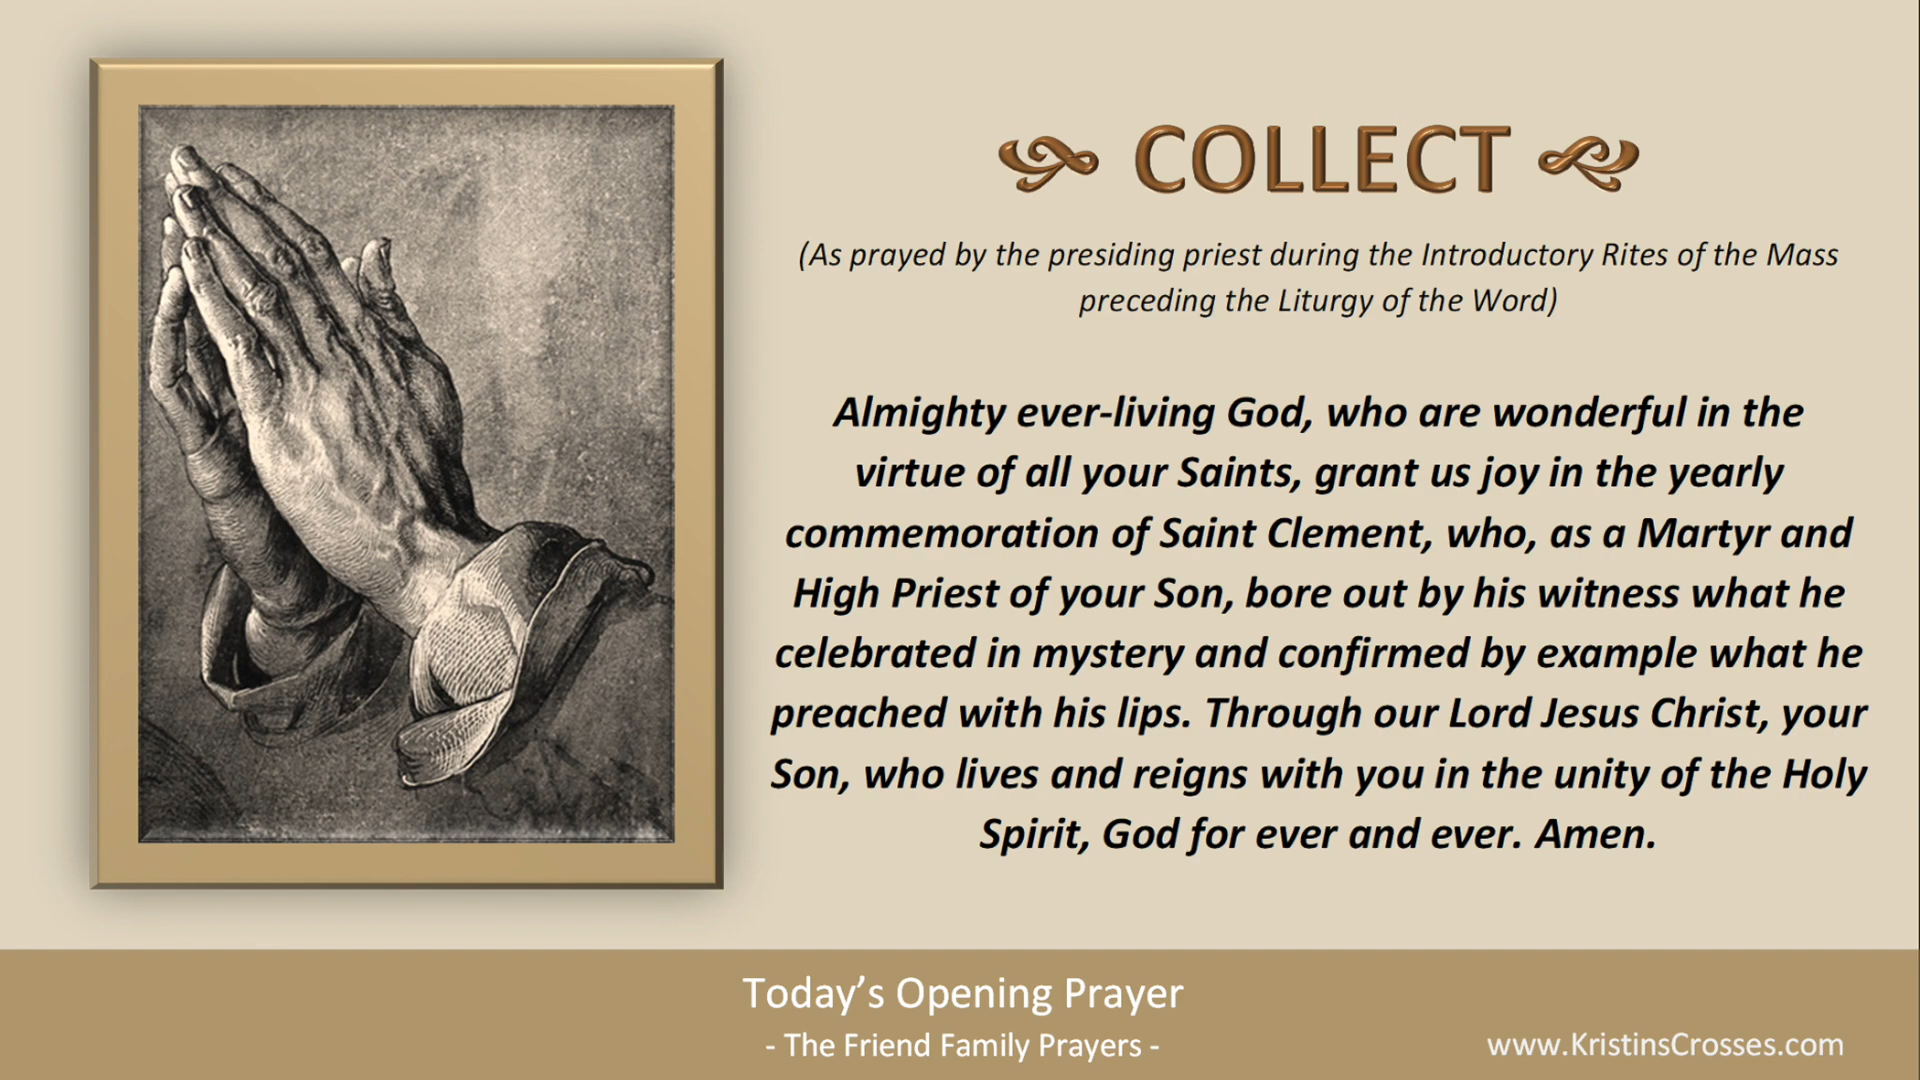 COLLECT
(As prayed by the presiding priest during the Introductory Rites of the Mass
preceding the Liturgy of the Word)
Almighty ever-living God, who are wonderful in the
virtue of all your Saints, grant us joy in the yearly
commemoration of Saint Clement, who, as a Martyr and
High Priest of your Son, bore out by his witness what he
celebrated in mystery and confirmed by example what he
preached with his lips. Through our Lord Jesus Christ, your
Son, who lives and reigns with you in the unity of the Holy
Spirit, God for ever and ever. Amen.
Today’s Opening Prayer
- The Friend Family Prayers -
www.KristinsCrosses.com